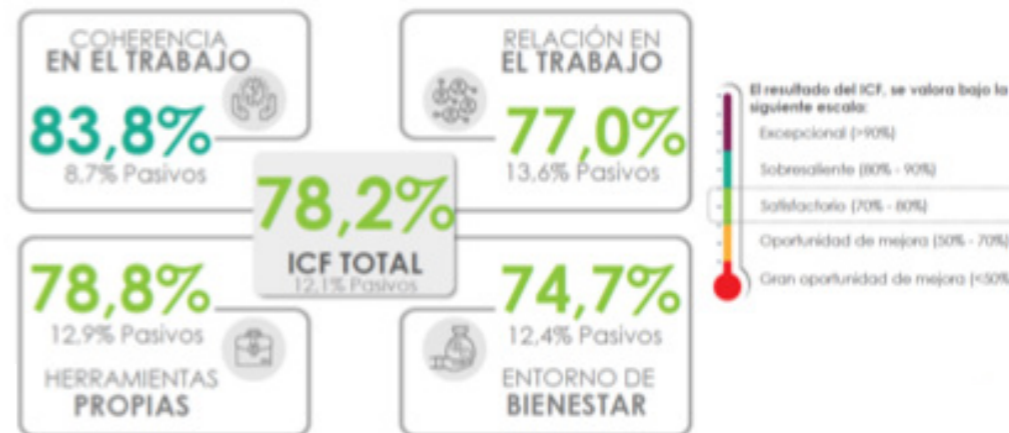 COHERENCIA
EN EL TRABAJO
83,8%
8.7% Pasivos
RELACIÓN EN
EL TRABAJO
77,0%
13,6% Pasivos
78,2%
ICF TOTAL
12,1% Pasivos
78,8%
12.9% Pasivos
HERRAMIENTAS
PROPIAS
74,7%
12,4% Pasivos
ENTORNO DE
BIENESTAR
El resultado del ICF, se valora bajo la
siguiente escala:
Excepcional (>90%)
Sobresaliente (80% - 90%)
Satisfactorio (70% - 80%)
Oportunidad de mejora (50% - 70%)
Gran oportunidad de mejora (<50%